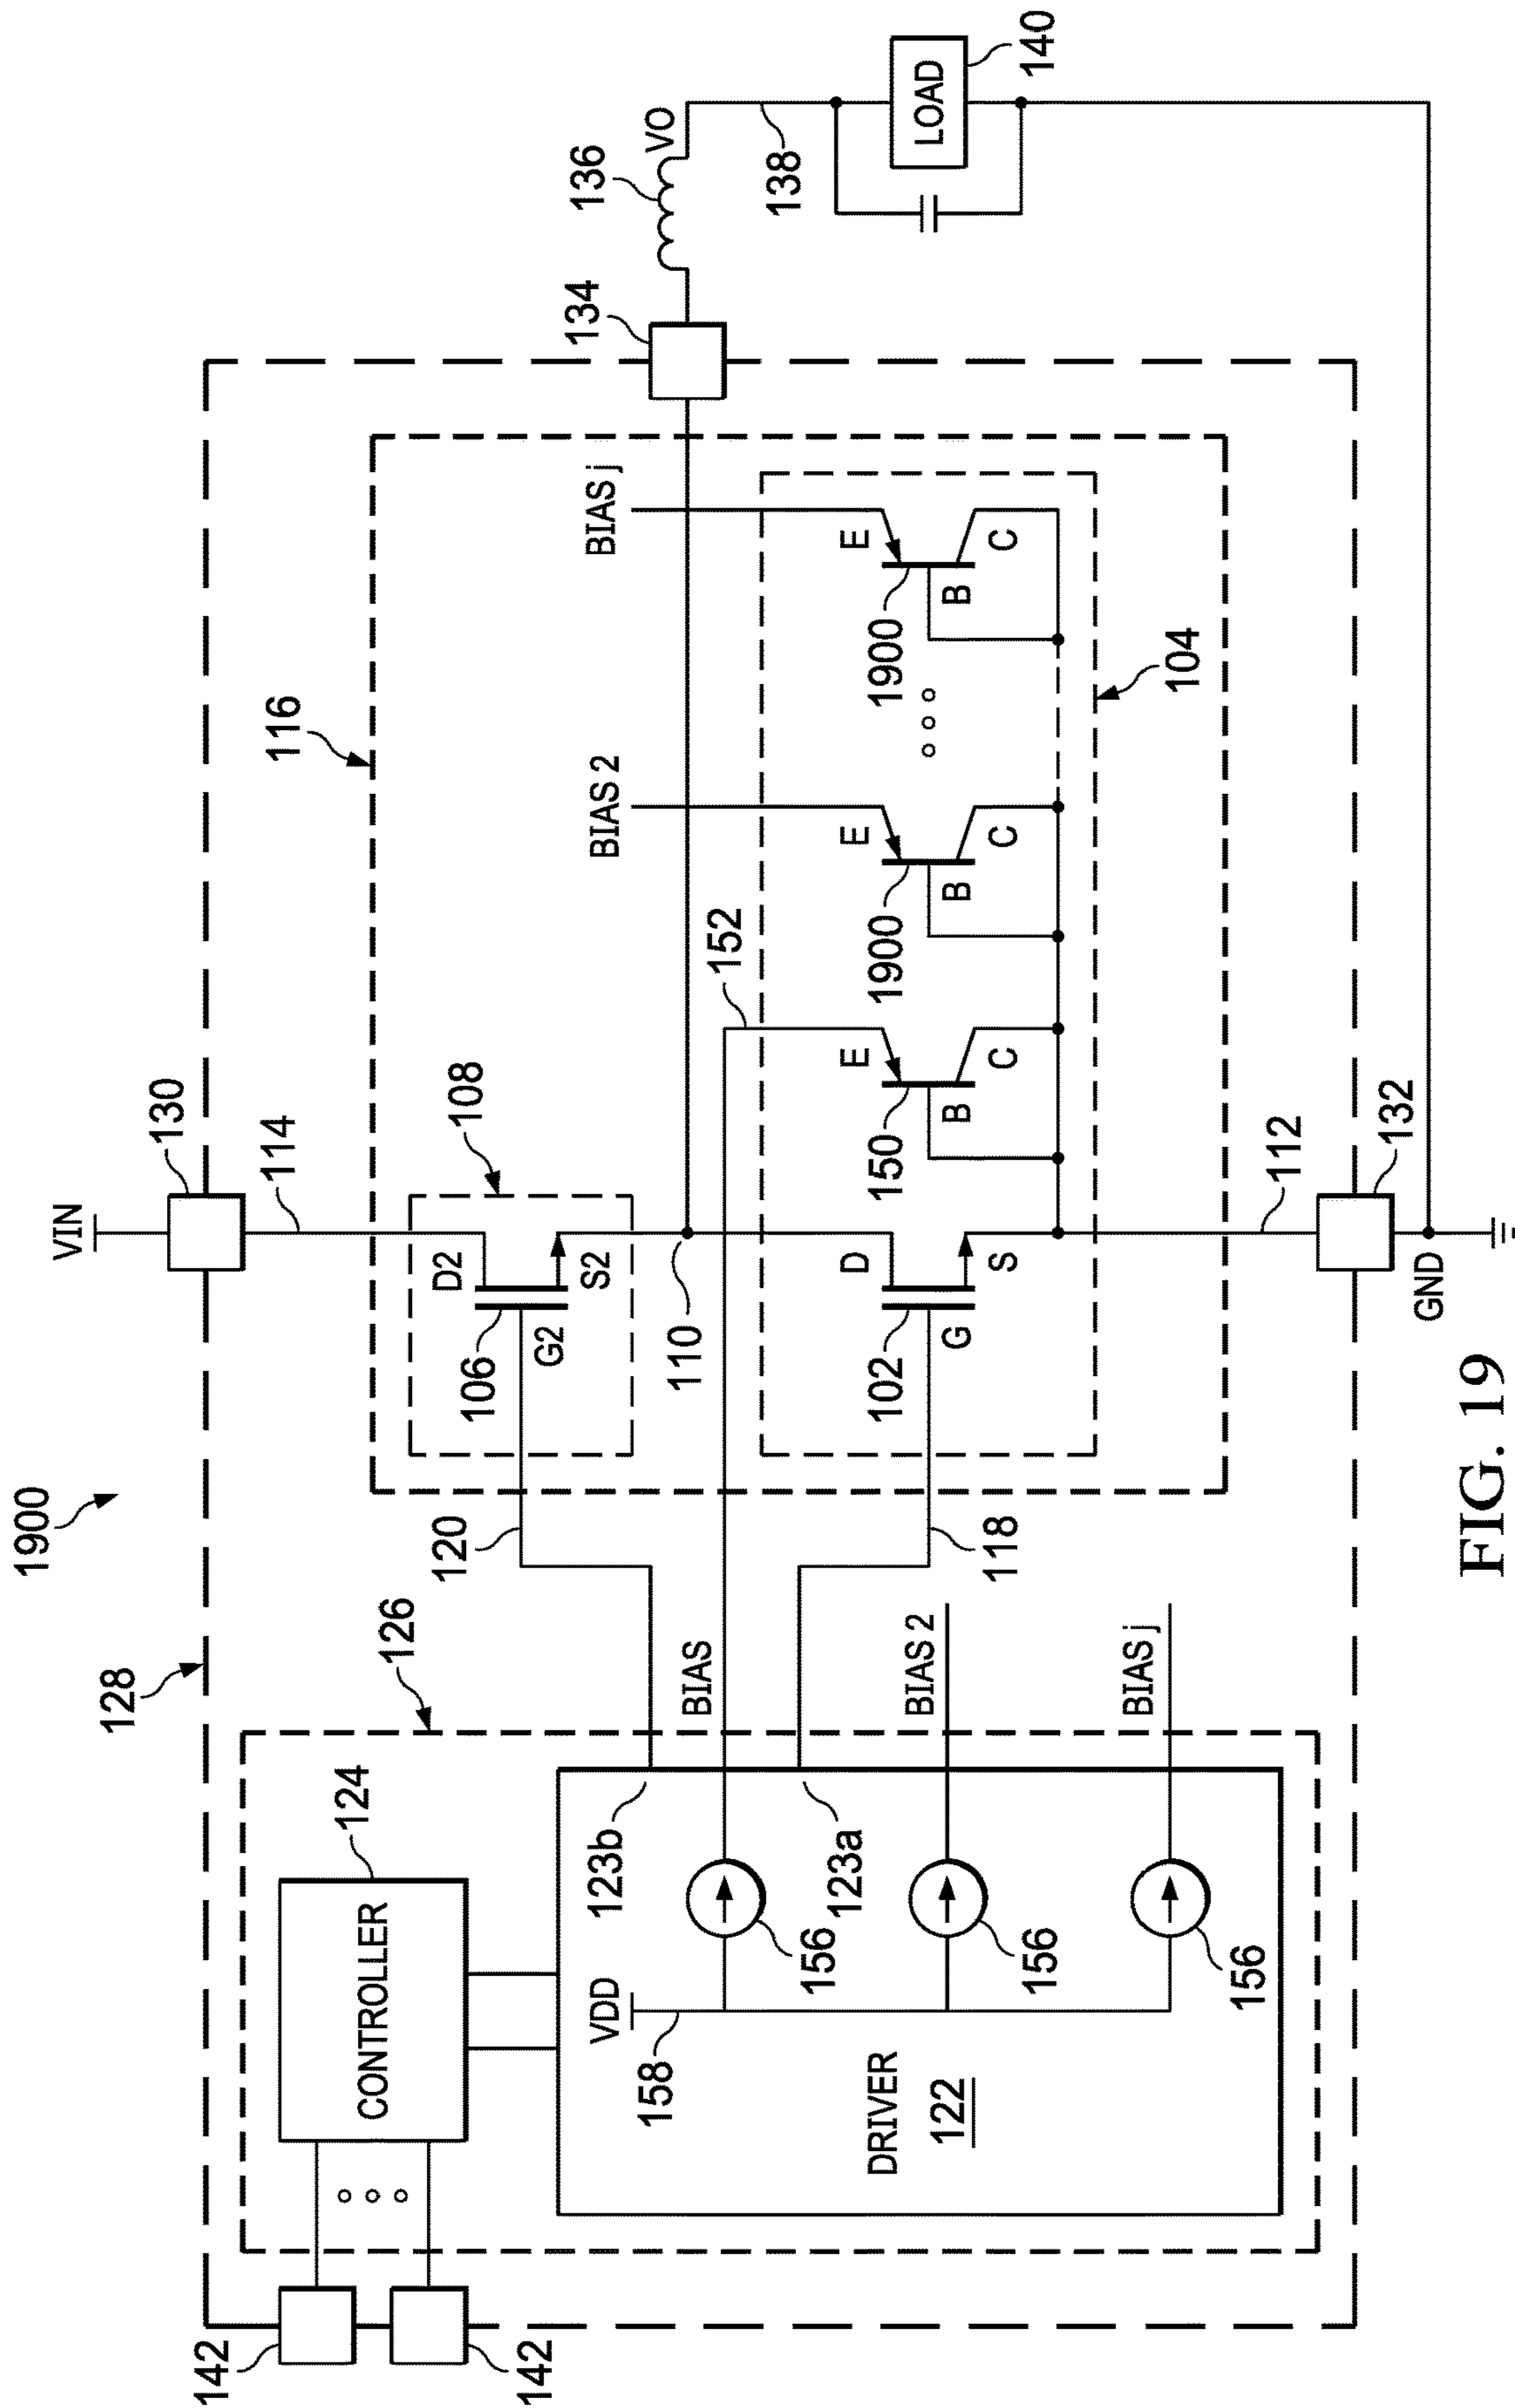 1900
128
126
142
142
124
CONTROLLER
DRIVER
122
VDD
158
156
156
156
123b
123a
BIAS
BIAS 2
BIAS j
120
118
VIN
130
114
116
108
D2
G2
S2
106
110
152
BIAS 2
BIAS j
102
D
G
S
150
E
B
C
1900
E
B
C
1900
E
B
C
104
112
132
GND
134
136
VO
138
LOAD
140
FIG. 19